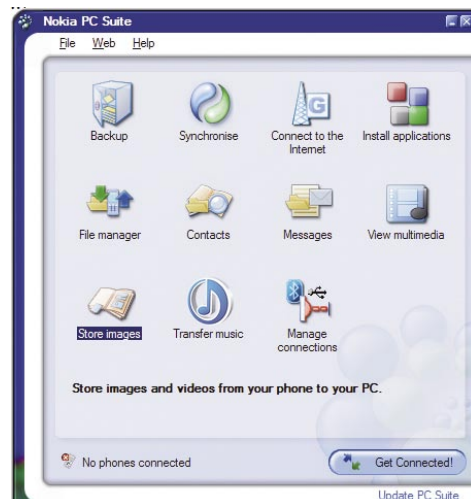 ...
Nokia PC Suite
File Web Help
Backup
Synchronise
Connect to the
Internet
Install applications
File manager
Contacts
Messages
View multimedia
Store images
Transfer music
Manage
connections
Store images and videos from your phone to your PC.
No phones connected
Get Connected!
Update PC Suite